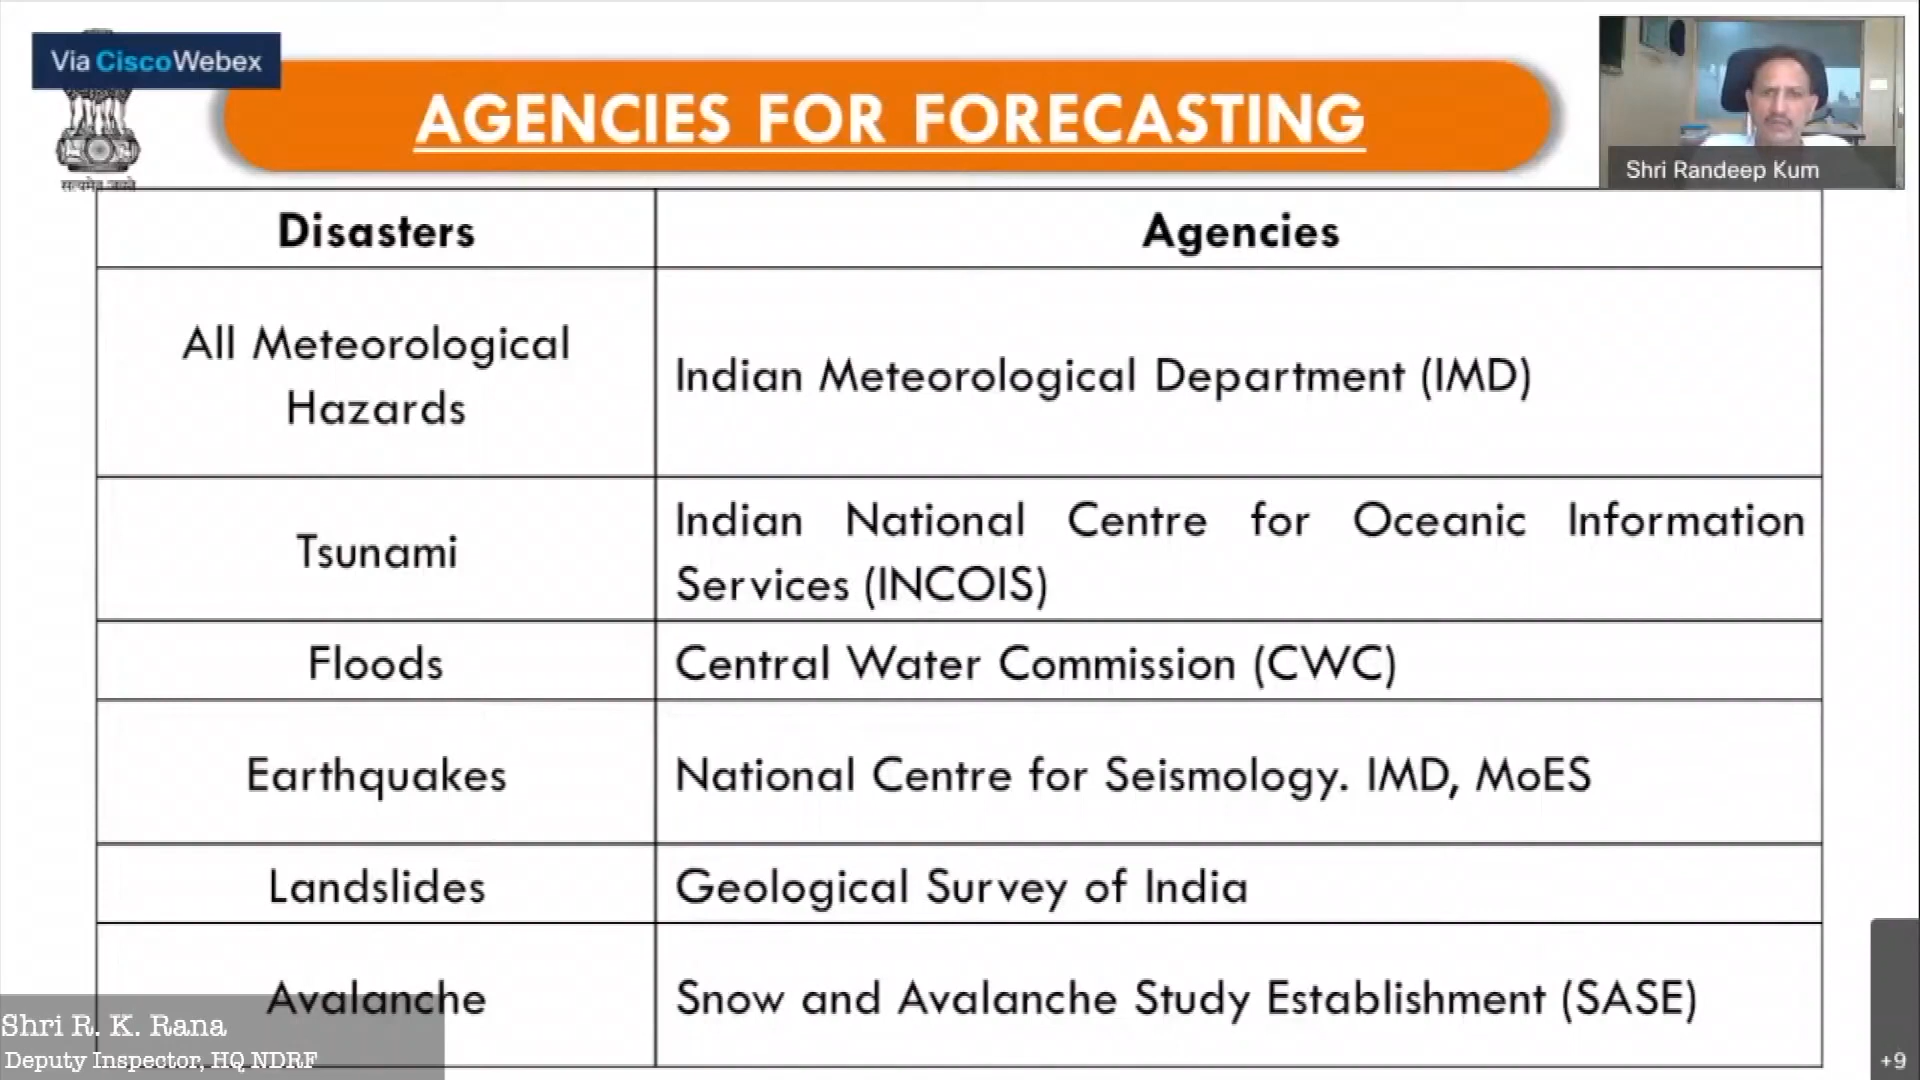 Via CiscoWebex
सत्यमेव जयते
AGENCIES FOR FORECASTING
Shri Randeep Kum
Disasters
Agencies
All Meteorological
Hazards
Indian Meteorological Department (IMD)
Tsunami
Indian National Centre for Oceanic Information
Services (INCOIS)
Floods
Central Water Commission (CWC)
Earthquakes
National Centre for Seismology. IMD, MoES
Landslides
Geological Survey of India
Avalanche
Snow and Avalanche Study Establishment (SASE)
Shri R. K. Rana
Deputy Inspector, HQ NDRF
+9